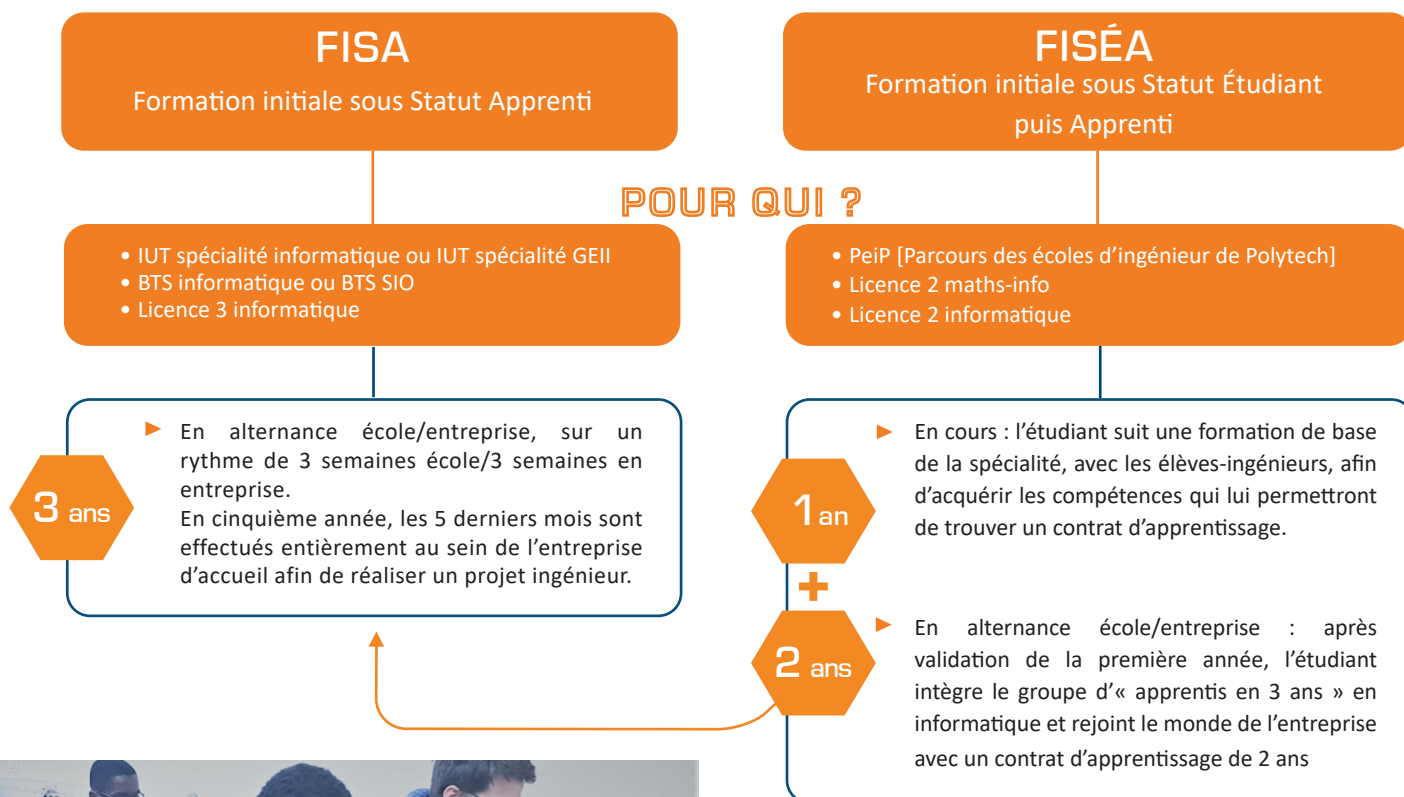 FISA
Formation initiale sous Statut Apprenti
FISÉA
Formation initiale sous Statut Étudiant
puis Apprenti
POUR QUI ?
• IUT spécialité informatique ou IUT spécialité GEII
• BTS informatique ou BTS SIO
• Licence 3 informatique
• PeiP [Parcours des écoles d'ingénieur de Polytech]
• Licence 2 maths-info
• Licence 2 informatique
3 ans
► En alternance école/entreprise, sur un
rythme de 3 semaines école/3 semaines en
entreprise.
En cinquième année, les 5 derniers mois sont
effectués entièrement au sein de l'entreprise
d'accueil afin de réaliser un projet ingénieur.
1 an
► En cours : l'étudiant suit une formation de base
de la spécialité, avec les élèves-ingénieurs, afin
d'acquérir les compétences qui lui permettront
de trouver un contrat d'apprentissage.
+
2 ans
► En alternance école/entreprise : après
validation de la première année, l'étudiant
intègre le groupe d'« apprentis en 3 ans » en
informatique et rejoint le monde de l'entreprise
avec un contrat d'apprentissage de 2 ans